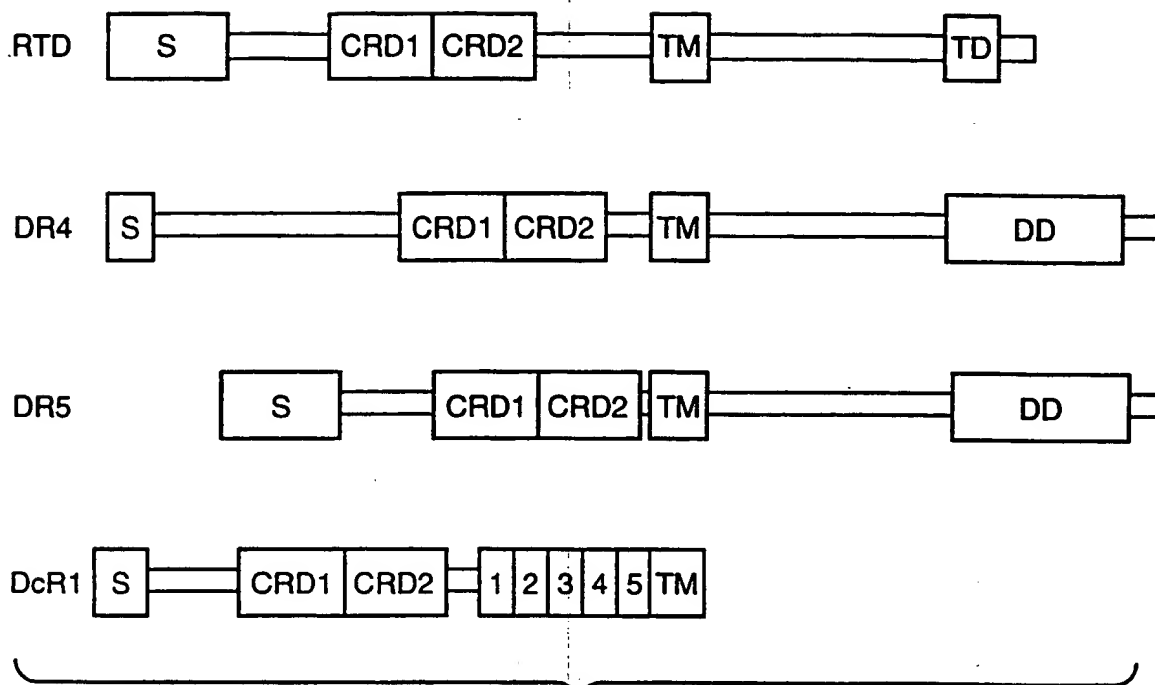 RTD S CRD1 CRD2 TM TD
DR4 S CRD1 CRD2 TM DD
DR5 S CRD1 CRD2 TM DD
DcR1 S CRD1 CRD2 1 2 3 4 5 TM